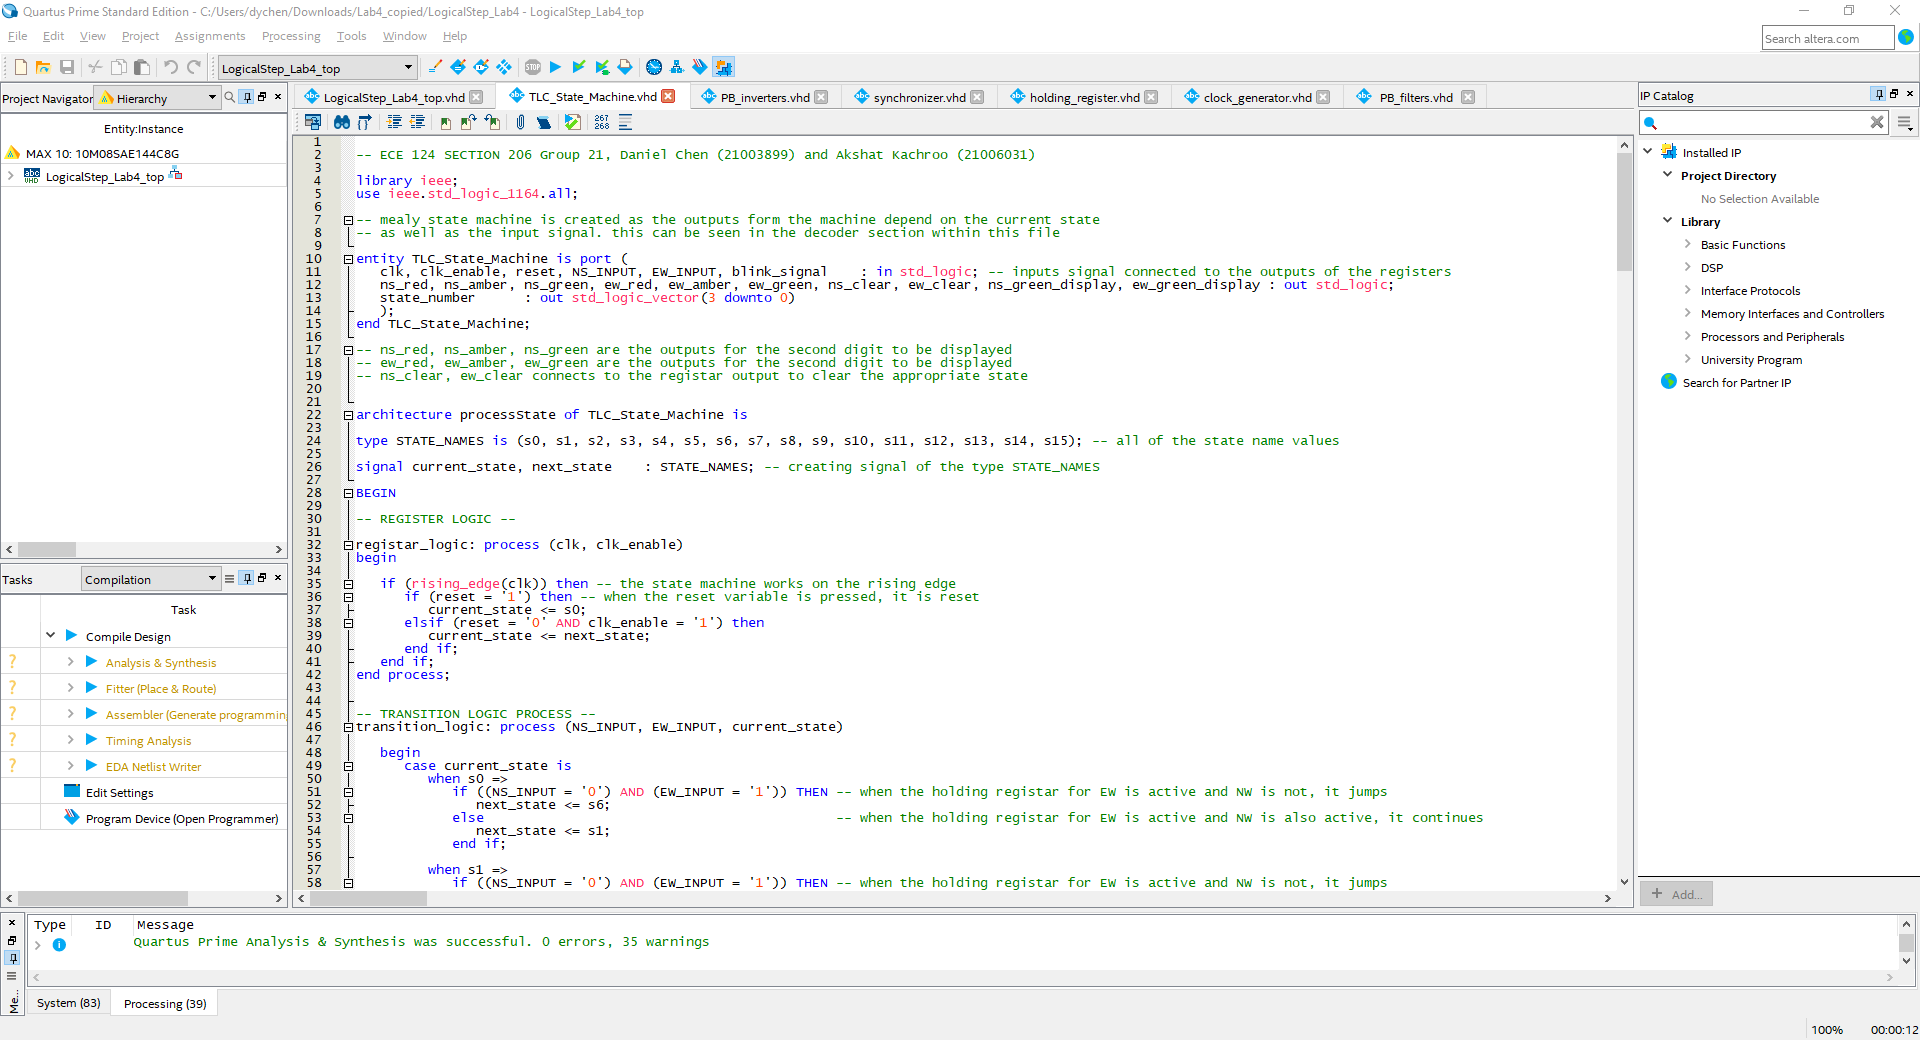 Quartus Prime Standard Edition - C:/Users/dychen/Downloads/Lab4_copied/LogicalStep_Lab4 - LogicalStep_Lab4_top
File Edit View Project Assignments Processing Tools Window Help
Search altera.com
LogicalStep_Lab4_top
STOP
Project Navigator Hierarchy
LogicalStep_Lab4_top.vhd TLC_State_Machine.vhd PB_inverters.vhd synchronizer.vhd holding_register.vhd clock_generator.vhd PB_filters.vhd
267
268
Entity:Instance
MAX 10: 10M08SAE144C8G
LogicalStep_Lab4_top
Tasks Compilation
Task
Compile Design
? Analysis & Synthesis
? Fitter (Place & Route)
? Assembler (Generate programmin
? Timing Analysis
? EDA Netlist Writer
Edit Settings
Program Device (Open Programmer)
1
2 -- ECE 124 SECTION 206 Group 21, Daniel Chen (21003899) and Akshat Kachroo (21006031)
3
4 library ieee;
5 use ieee.std_logic_1164.all;
6
7 -- mealy state machine is created as the outputs form the machine depend on the current state
8 -- as well as the input signal. this can be seen in the decoder section within this file
9
10 entity TLC_State_Machine is port (
11 clk, clk_enable, reset, NS_INPUT, EW_INPUT, blink_signal : in std_logic; -- inputs signal connected to the outputs of the registers
12 ns_red, ns_amber, ns_green, ew_red, ew_amber, ew_green, ns_clear, ew_clear, ns_green_display, ew_green_display : out std_logic;
13 state_number : out std_logic_vector(3 downto 0)
14 );
15 end TLC_State_Machine;
16
17 -- ns_red, ns_amber, ns_green are the outputs for the second digit to be displayed
18 -- ew_red, ew_amber, ew_green are the outputs for the second digit to be displayed
19 -- ns_clear, ew_clear connects to the registar output to clear the appropriate state
20
21
22 architecture processState of TLC_State_Machine is
23
24 type STATE_NAMES is (s0, s1, s2, s3, s4, s5, s6, s7, s8, s9, s10, s11, s12, s13, s14, s15); -- all of the state name values
25
26 signal current_state, next_state : STATE_NAMES; -- creating signal of the type STATE_NAMES
27
28 BEGIN
29
30 -- REGISTER LOGIC --
31
32 registar_logic: process (clk, clk_enable)
33 begin
34
35 if (rising_edge(clk)) then -- the state machine works on the rising edge
36 if (reset = '1') then -- when the reset variable is pressed, it is reset
37 current_state <= s0;
38 elsif (reset = '0' AND clk_enable = '1') then
39 current_state <= next_state;
40 end if;
41 end if;
42 end process;
43
44
45 -- TRANSITION LOGIC PROCESS --
46 transition_logic: process (NS_INPUT, EW_INPUT, current_state)
47
48 begin
49 case current_state is
50 when s0 =>
51 if ((NS_INPUT = '0') AND (EW_INPUT = '1')) THEN -- when the holding registar for EW is active and NW is not, it jumps
52 next_state <= s6;
53 else -- when the holding registar for EW is active and NW is also active, it continues
54 next_state <= s1;
55 end if;
56
57 when s1 =>
58 if ((NS_INPUT = '0') AND (EW_INPUT = '1')) THEN -- when the holding registar for EW is active and NW is not, it jumps
IP Catalog
Installed IP
Project Directory
No Selection Available
Library
Basic Functions
DSP
Interface Protocols
Memory Interfaces and Controllers
Processors and Peripherals
University Program
Search for Partner IP
+ Add...
Type ID Message
Quartus Prime Analysis & Synthesis was successful. 0 errors, 35 warnings
Me...
System (83) Processing (39)
100% 00:00:12